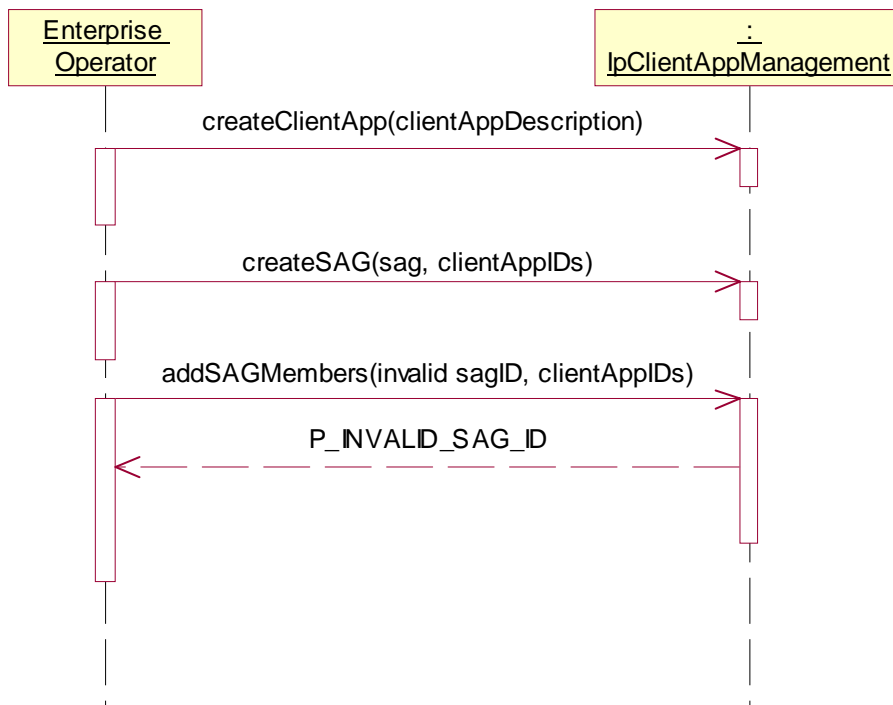 Enterprise
Operator
:
IpClientAppManagement
createClientApp(clientAppDescription)
createSAG(sag, clientAppIDs)
addSAGMembers(invalid sagID, clientAppIDs)
P_INVALID_SAG_ID